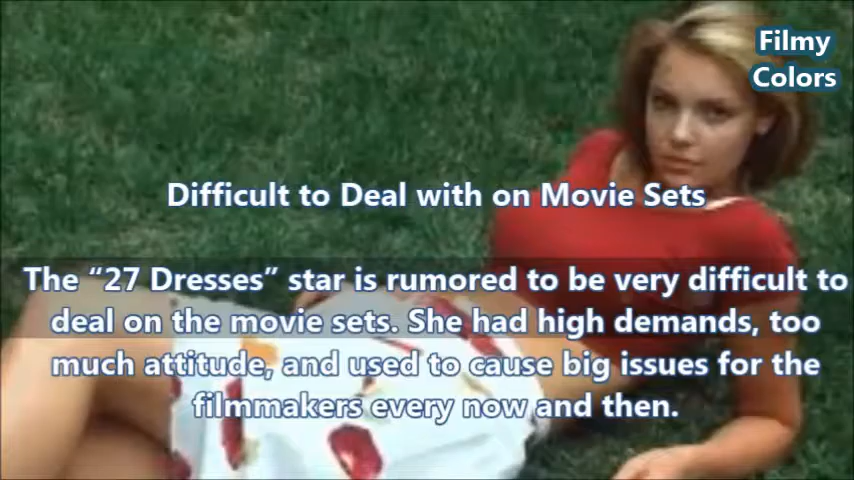 Filmy
Colors
Difficult to Deal with on Movie Sets
The “27 Dresses” star is rumored to be very difficult to
deal on the movie sets. She had high demands, too
much attitude, and used to cause big issues for the
filmmakers every now and then.